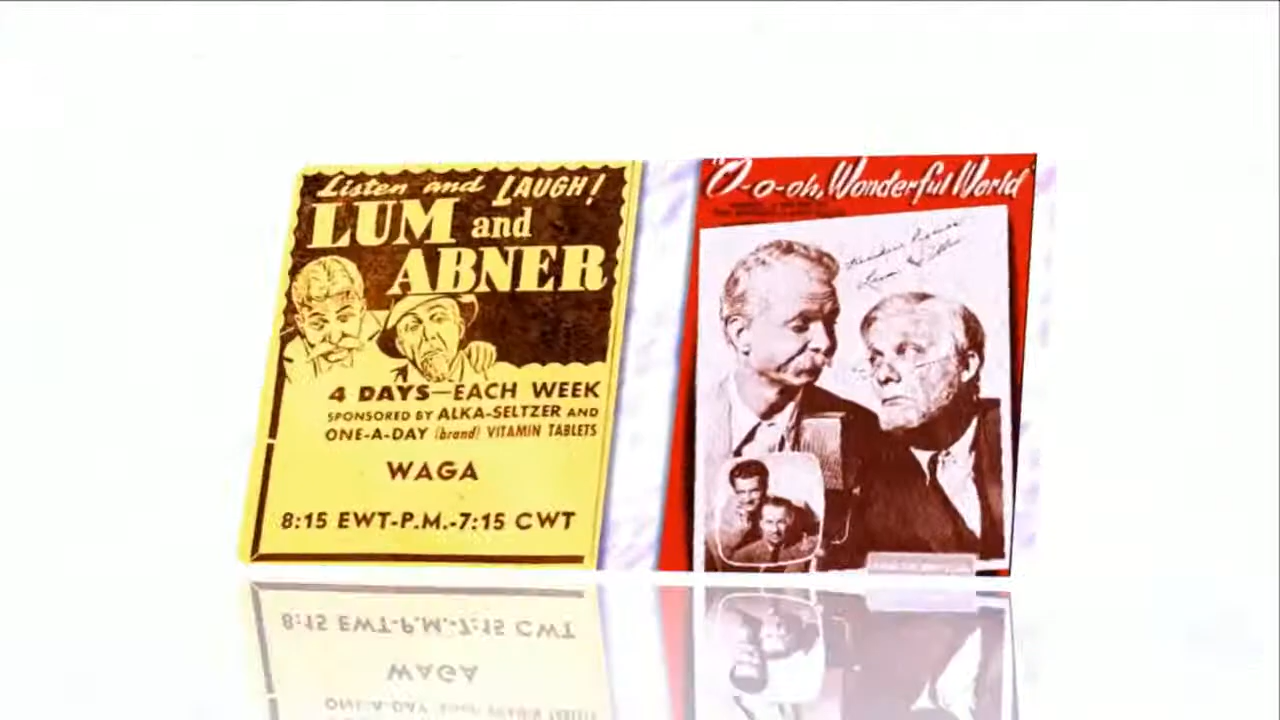 Listen and LAUGH!
LUM and
ABNER
4 DAYS—EACH WEEK
SPONSORED BY ALKA-SELTZER AND
ONE-A-DAY (brand) VITAMIN TABLETS
WAGA
8:15 EWT-P.M.-7:15 CWT
"O-o-oh, Wonderful World